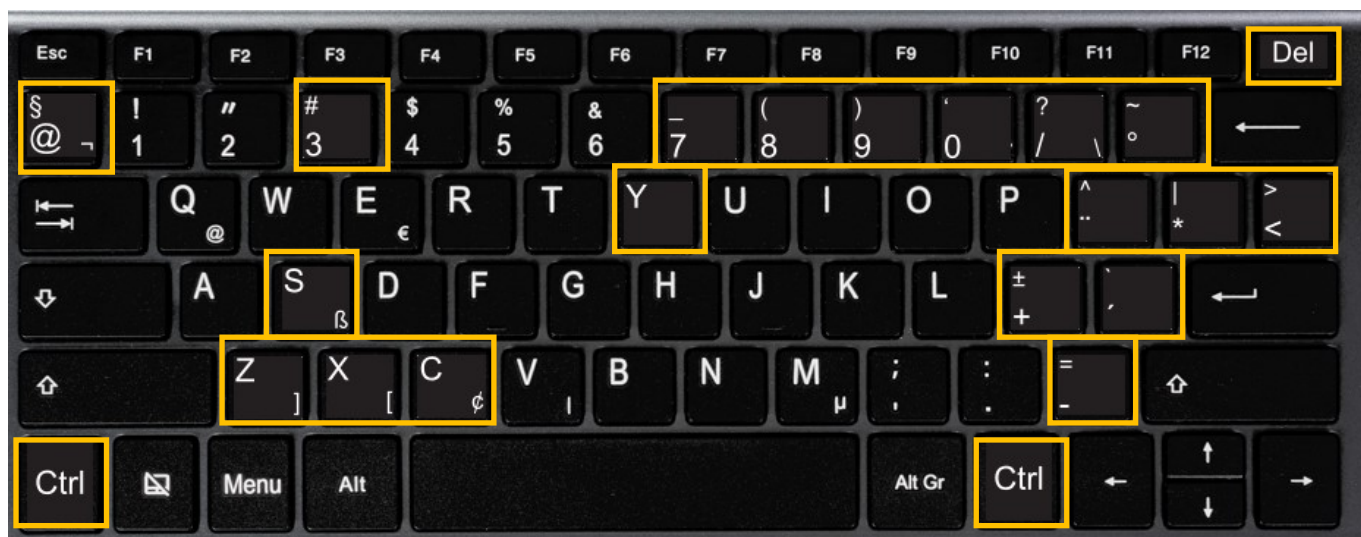 Esc F1 F2 F3 F4 F5 F6 F7 F8 F9 F10 F11 F12 Del
§ ! " # $ % & _ ( ) ‘ ? ~
@ ¬ 1 2 3 4 5 6 7 8 9 0 / \ °
Q W E R T Y U I O P ^ | >
@ € ¨ * <
A S D F G H J K L ± `
ß + ´
Z X C V B N M ; : =
] [ ¢ | µ , . -
Ctrl Menu Alt Alt Gr Ctrl